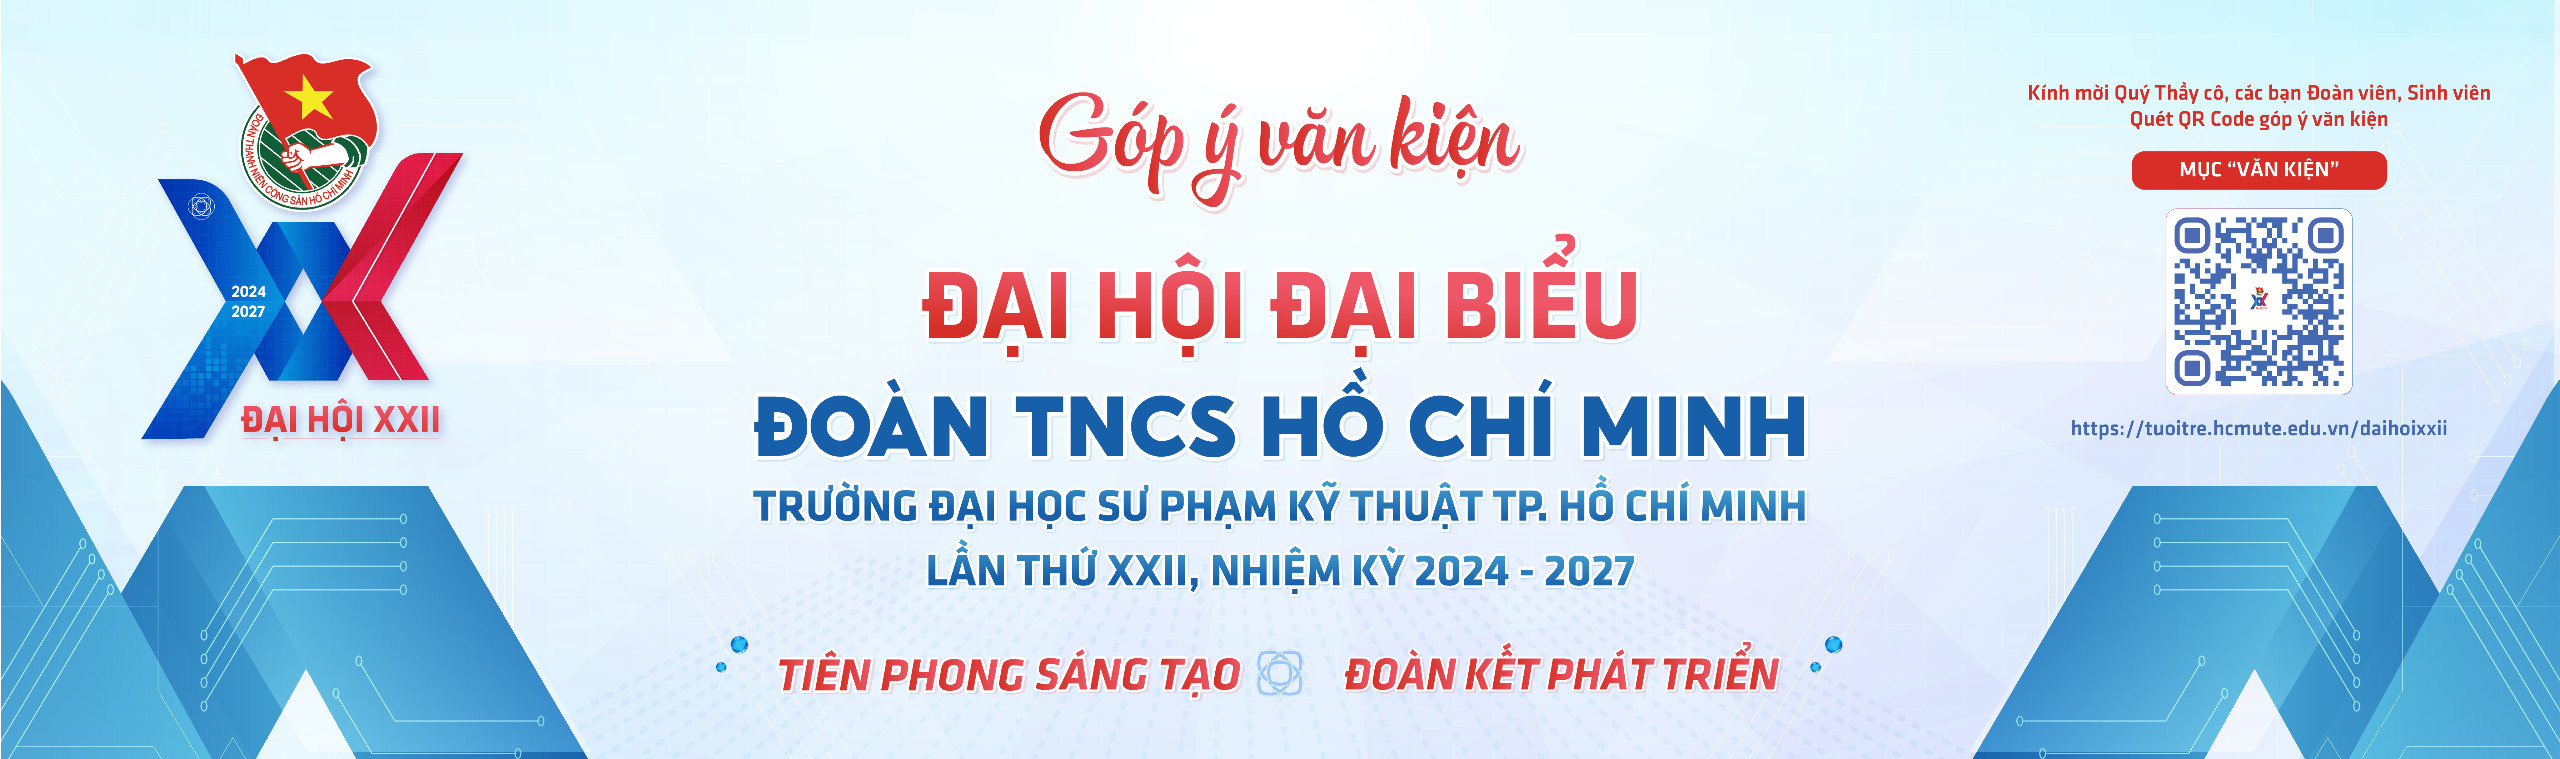 ĐOÀN THANH NIÊN CỘNG SẢN HỒ CHÍ MINH
2024
2027
ĐẠI HỘI XXII
Góp ý văn kiện
ĐẠI HỘI ĐẠI BIỂU
ĐOÀN TNCS HỒ CHÍ MINH
TRƯỜNG ĐẠI HỌC SƯ PHẠM KỸ THUẬT TP. HỒ CHÍ MINH
LẦN THỨ XXII, NHIỆM KỲ 2024 - 2027
TIÊN PHONG SÁNG TẠO
ĐOÀN KẾT PHÁT TRIỂN
Kính mời Quý Thầy cô, các bạn Đoàn viên, Sinh viên
Quét QR Code góp ý văn kiện
MỤC “VĂN KIỆN”
https://tuoitre.hcmute.edu.vn/daihoixxii